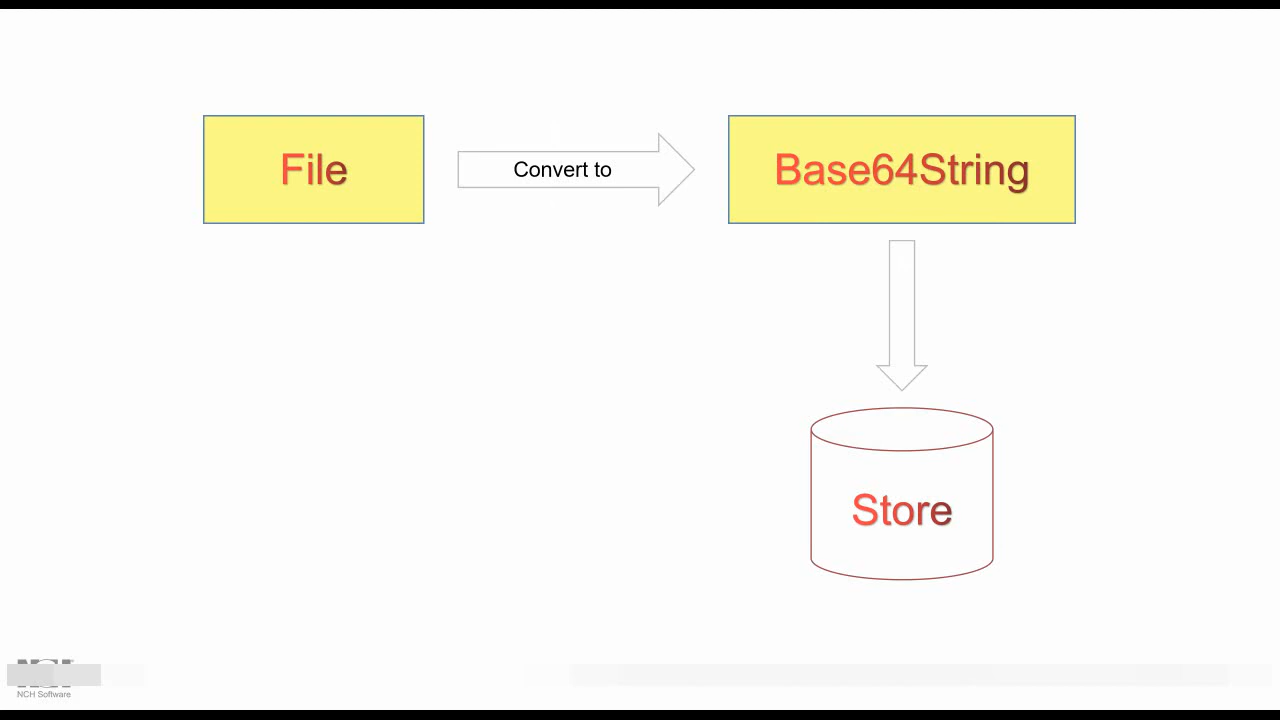 File
Convert to
Base64String
Store
NCH Software